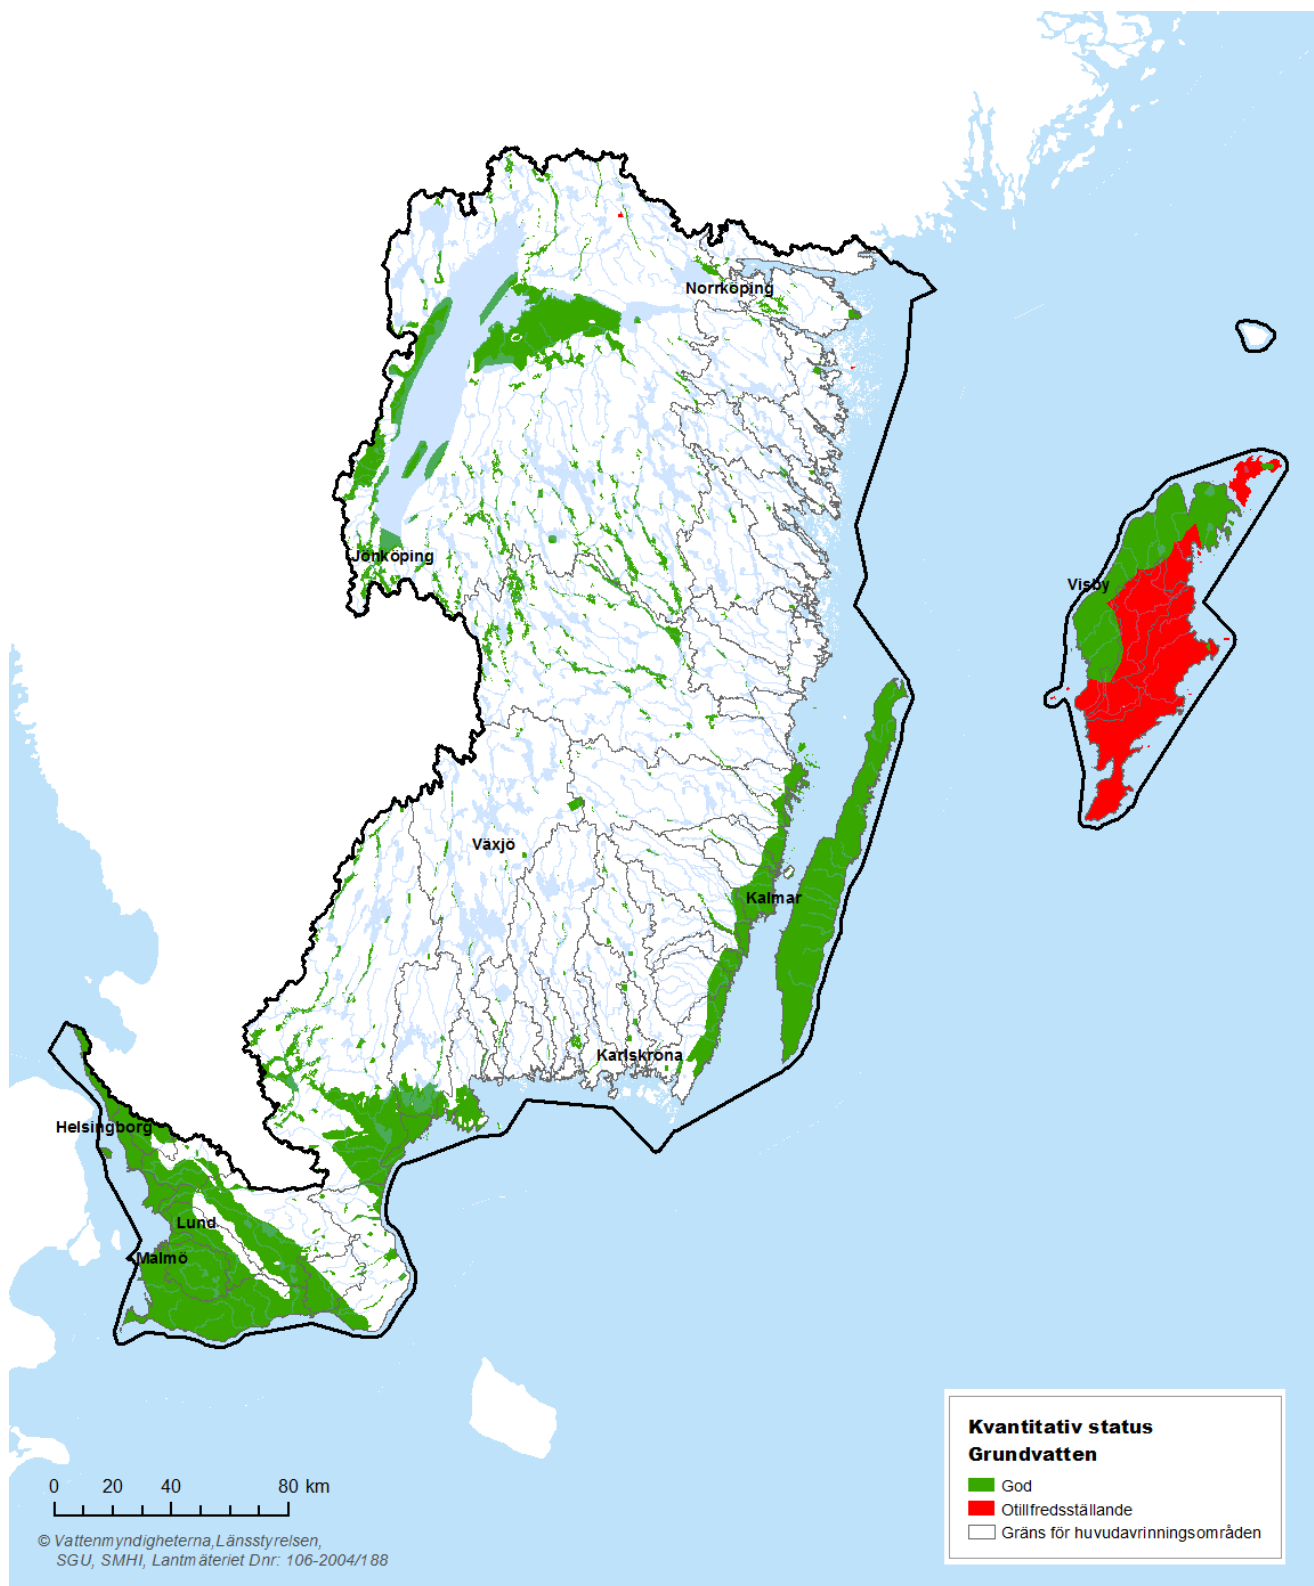 Norrköping
Jönköping
Visby
Växjö
Kalmar
Karlskrona
Helsingborg
Lund
Malmö
Kvantitativ status
Grundvatten
God
Otillfredsställande
Gräns för huvudavrinningsområden
0 20 40 80 km
© Vattenmyndigheterna,Länsstyrelsen,
SGU, SMHI, Lantmäteriet Dnr: 106-2004/188